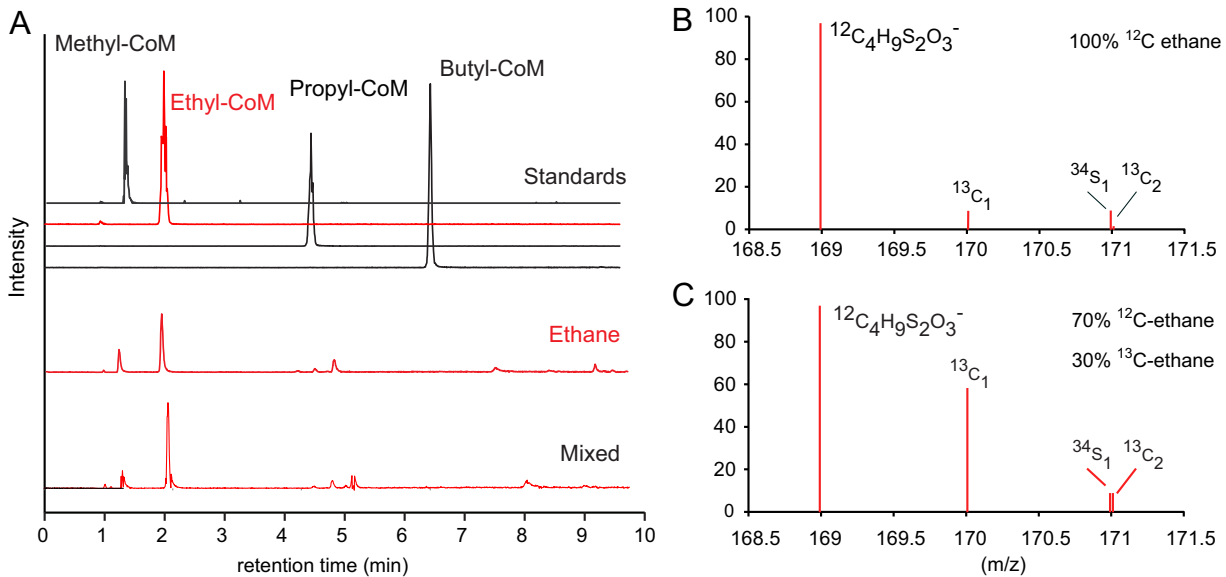 A
Methyl-CoM
Ethyl-CoM
Propyl-CoM
Butyl-CoM
Standards
Ethane
Mixed
Intensity
0 1 2 3 4 5 6 7 8 9 10
retention time (min)
B
100
80
60
40
20
0
¹²C₄H₉S₂O₃⁻
100% ¹²C ethane
¹³C₁
³⁴S₁
¹³C₂
168.5 169 169.5 170 170.5 171 171.5
C
100
80
60
40
20
0
¹²C₄H₉S₂O₃⁻
70% ¹²C-ethane
30% ¹³C-ethane
¹³C₁
³⁴S₁
¹³C₂
168.5 169 169.5 170 170.5 171 171.5
(m/z)